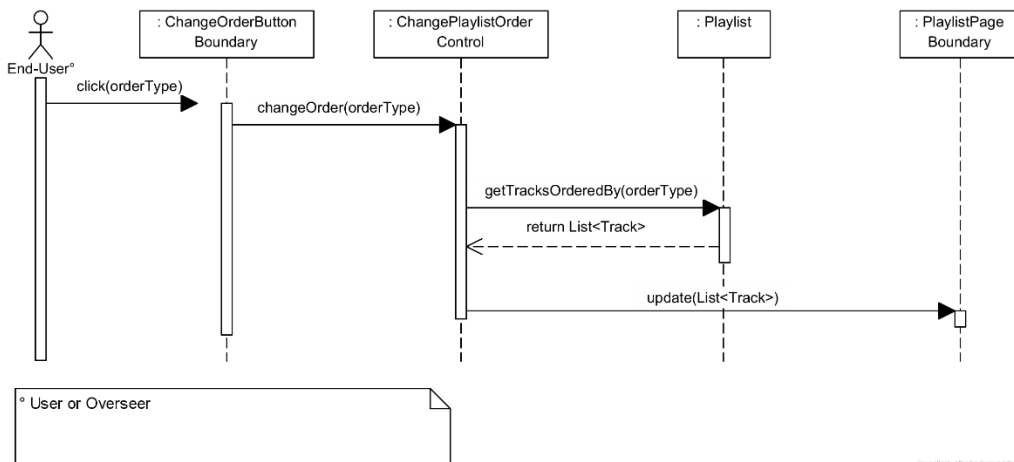 : ChangeOrderButton
Boundary
: ChangePlaylistOrder
Control
: Playlist
: PlaylistPage
Boundary
End-User°
click(orderType)
changeOrder(orderType)
getTracksOrderedBy(orderType)
return List<Track>
update(List<Track>)
° User or Overseer